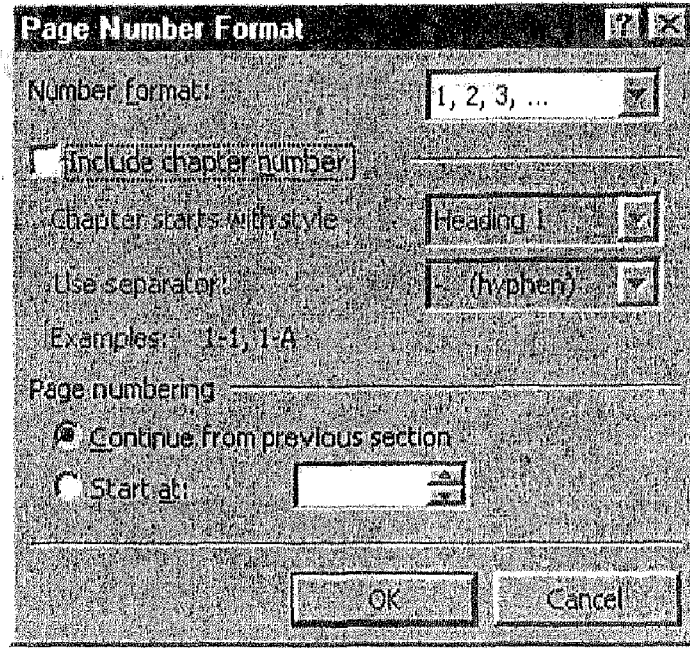 Page Number Format
Number format: 1, 2, 3, ...
Include chapter number
Chapter starts with style Heading 1
Use separator: - (hyphen)
Examples: 1-1, 1-A
Page numbering
Continue from previous section
Start at:
OK Cancel